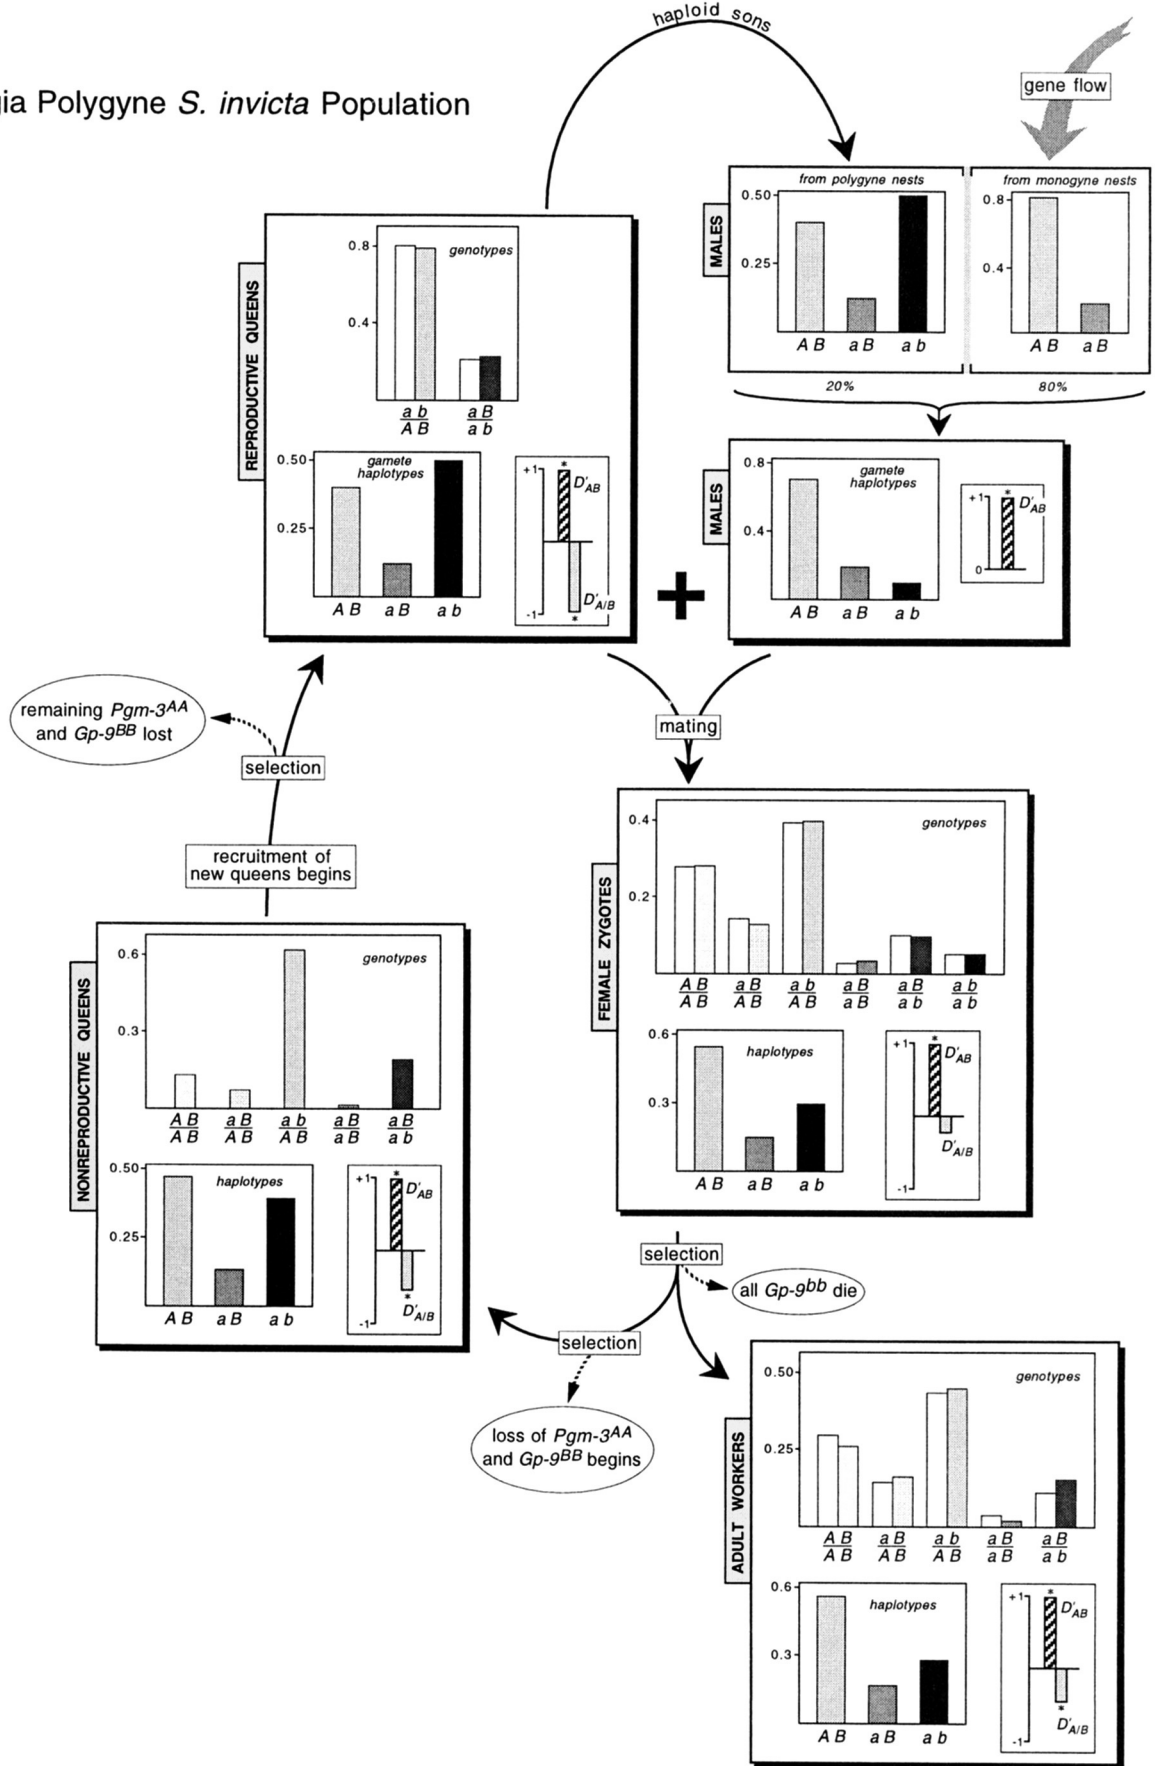 gia Polygyne S. invicta Population
haploid sons
gene flow
MALES
from polygyne nests
0.50
0.25
A B
a B
a b
from monogyne nests
0.8
0.4
A B
a B
20%
80%
REPRODUCTIVE QUEENS
genotypes
0.8
0.4
a b
A B
a B
a b
gamete
haplotypes
0.50
0.25
A B
a B
a b
+1
*
D'AB
D'A/B
-1
*
+
MALES
gamete
haplotypes
0.8
0.4
A B
a B
a b
+1
*
D'AB
0
mating
remaining Pgm-3AA
and Gp-9BB lost
selection
recruitment of
new queens begins
FEMALE ZYGOTES
genotypes
0.4
0.2
A B
A B
a B
A B
a b
A B
a B
a B
a B
a b
a b
a b
haplotypes
0.6
0.3
A B
a B
a b
+1
*
D'AB
D'A/B
-1
NONREPRODUCTIVE QUEENS
genotypes
0.6
0.3
A B
A B
a B
A B
a b
A B
a B
a B
a B
a b
haplotypes
0.50
0.25
A B
a B
a b
+1
*
D'AB
*
D'A/B
-1
selection
all Gp-9bb die
selection
loss of Pgm-3AA
and Gp-9BB begins
ADULT WORKERS
genotypes
0.50
0.25
A B
A B
a B
A B
a b
A B
a B
a B
a B
a b
haplotypes
0.6
0.3
A B
a B
a b
+1
*
D'AB
*
D'A/B
-1